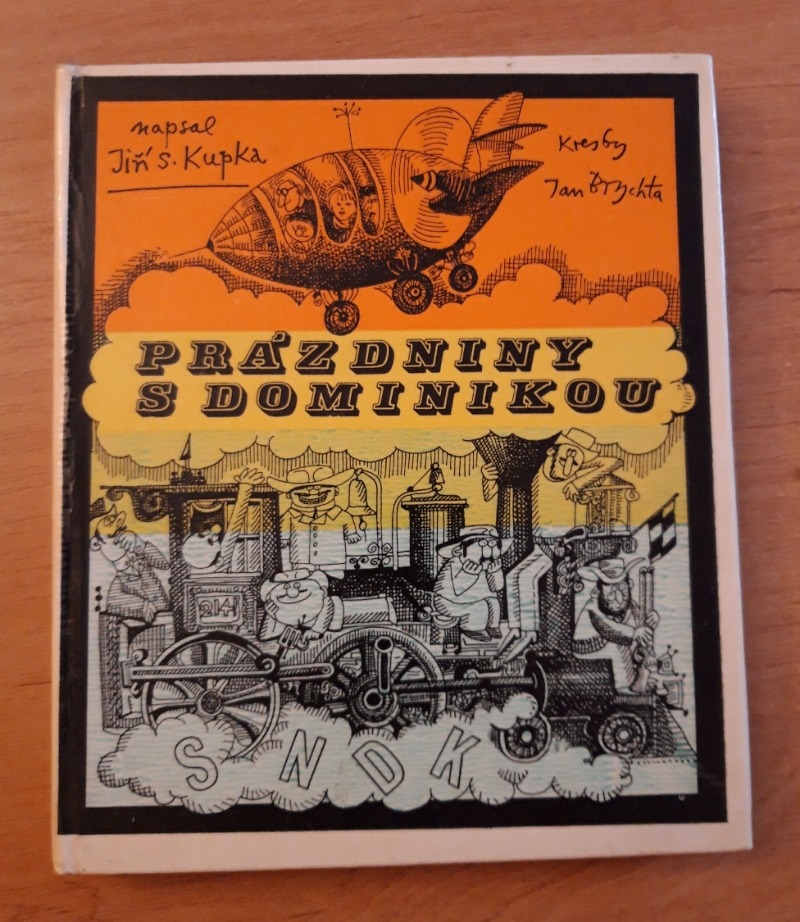 napsal
Jiří S. Kupka
Kresby
Jan Brychta
PRÁZDNINY
S DOMINIKOU
214
SNDK